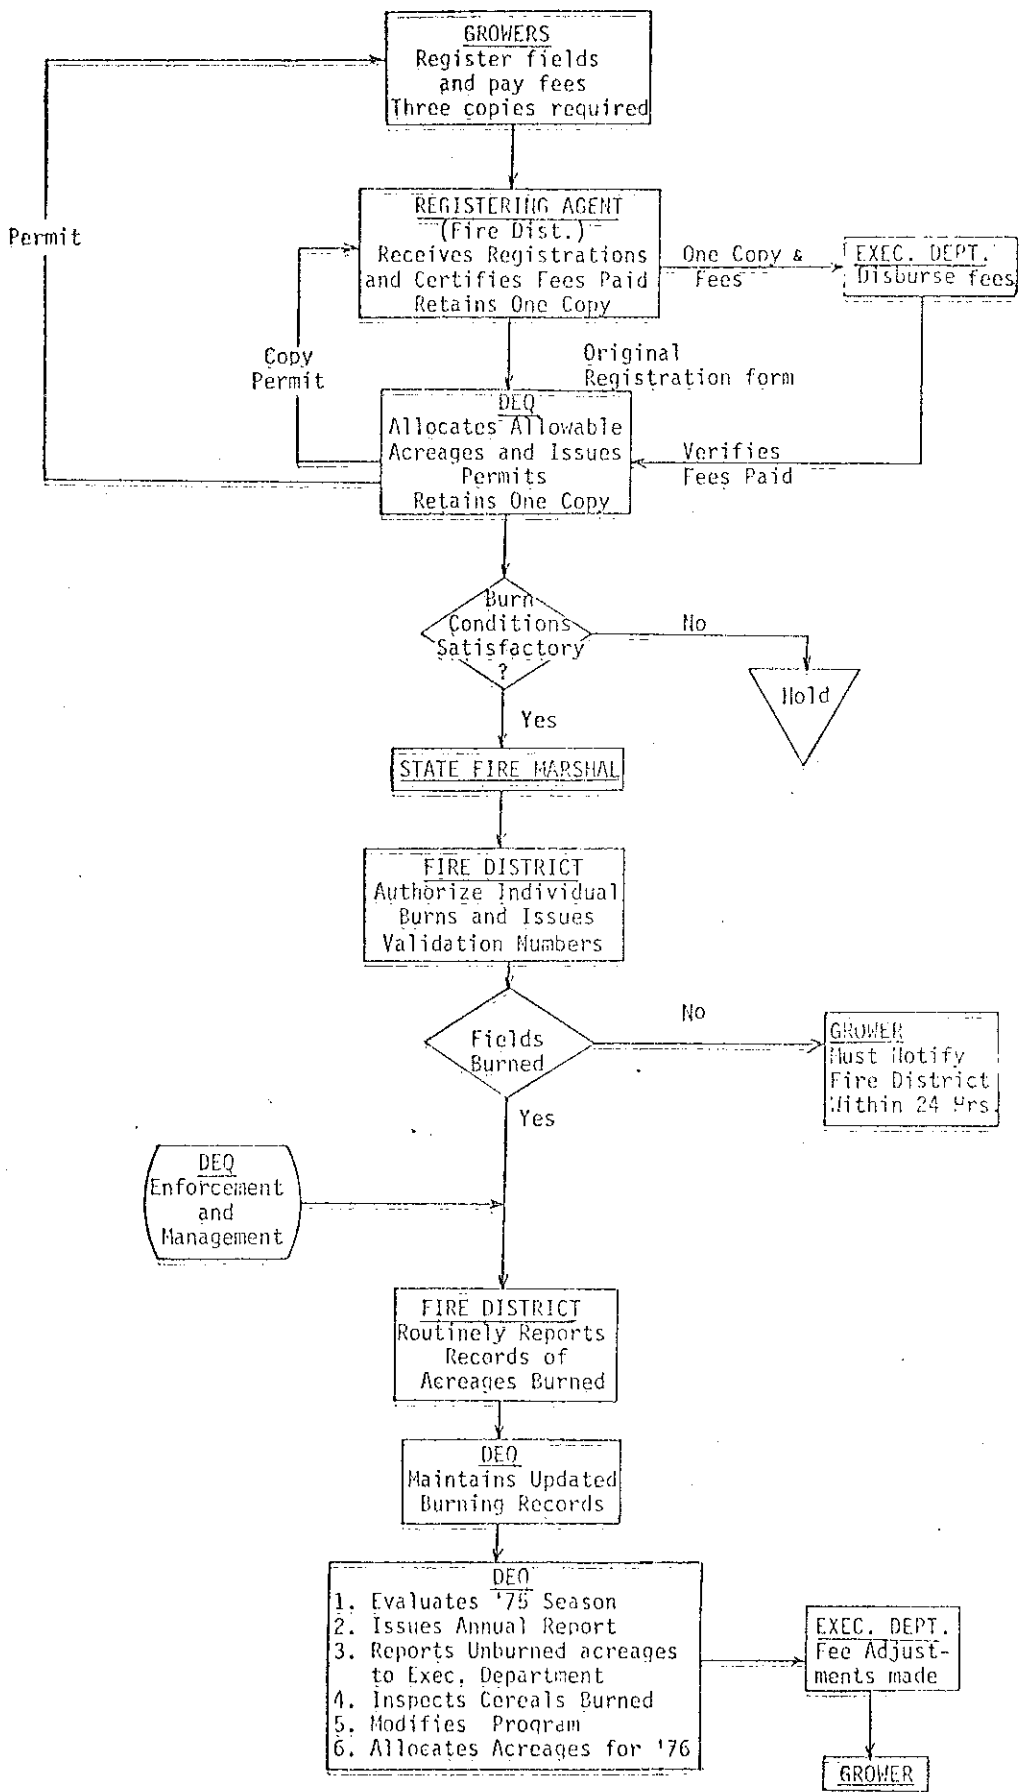 GROWERS
Register fields
and pay fees
Three copies required
Permit
REGISTERING AGENT
(Fire Dist.)
Receives Registrations
and Certifies Fees Paid
Retains One Copy
One Copy &
Fees
EXEC. DEPT.
Disburse fees
Copy
Permit
Original
Registration form
DEQ
Allocates Allowable
Acreages and Issues
Permits
Retains One Copy
Verifies
Fees Paid
Burn
Conditions
Satisfactory
?
No
Hold
Yes
STATE FIRE MARSHAL
FIRE DISTRICT
Authorize Individual
Burns and Issues
Validation Numbers
Fields
Burned
No
GROWER
Must Notify
Fire District
Within 24 Hrs.
Yes
DEQ
Enforcement
and
Management
FIRE DISTRICT
Routinely Reports
Records of
Acreages Burned
DEQ
Maintains Updated
Burning Records
DEQ
1. Evaluates '75 Season
2. Issues Annual Report
3. Reports Unburned acreages
to Exec. Department
4. Inspects Cereals Burned
5. Modifies Program
6. Allocates Acreages for '76
EXEC. DEPT.
Fee Adjust-
ments made
GROWER